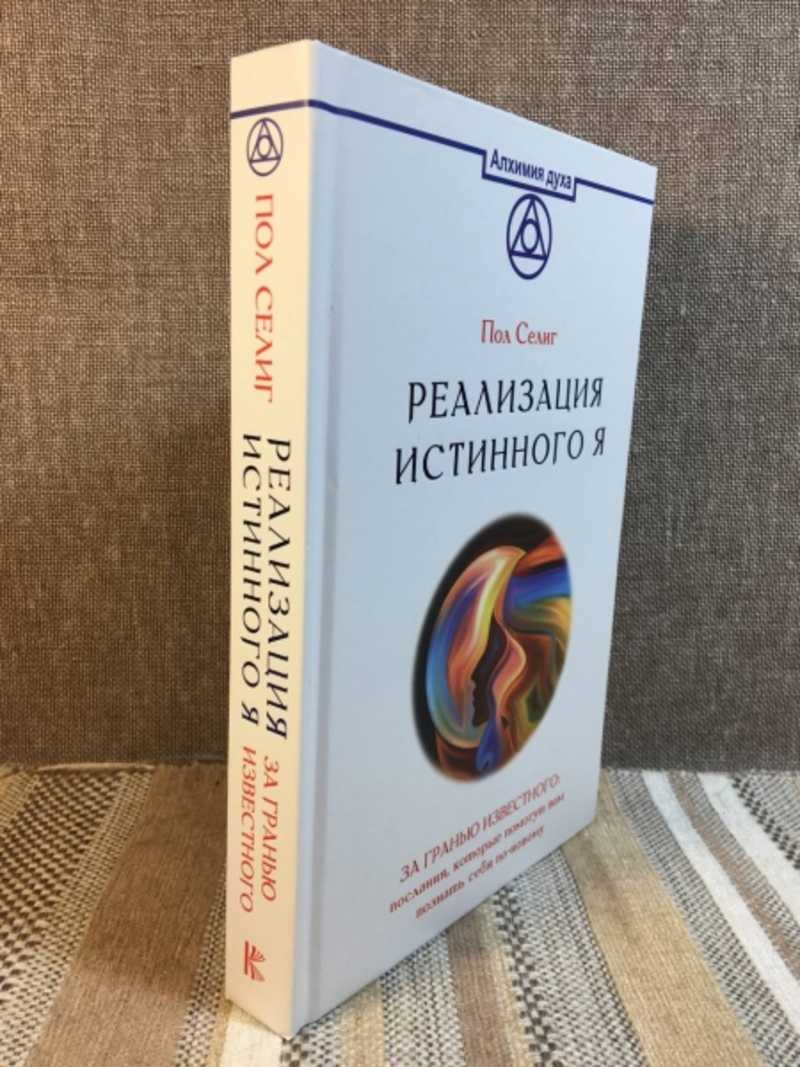 Алхимия духа
Пол Селиг
РЕАЛИЗАЦИЯ
ИСТИННОГО Я
ЗА ГРАНЬЮ ИЗВЕСТНОГО:
послания, которые помогут вам
познать себя по-новому
ПОЛ СЕЛИГ
РЕАЛИЗАЦИЯ
ИСТИННОГО Я
ЗА ГРАНЬЮ
ИЗВЕСТНОГО
К